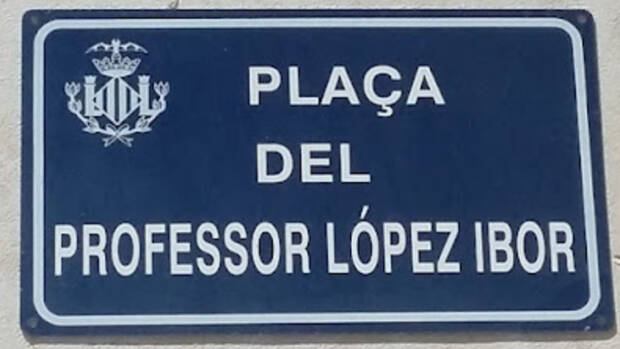 PLAÇA
DEL
PROFESSOR LÓPEZ IBOR